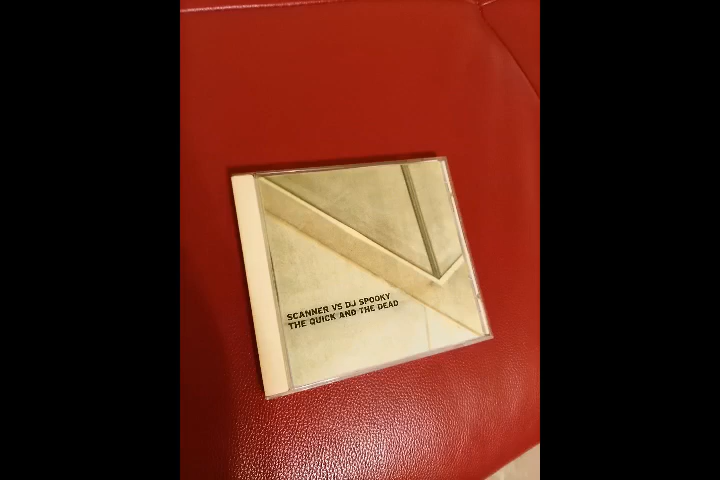 SCANNER VS DJ SPOOKY
THE QUICK AND THE DEAD